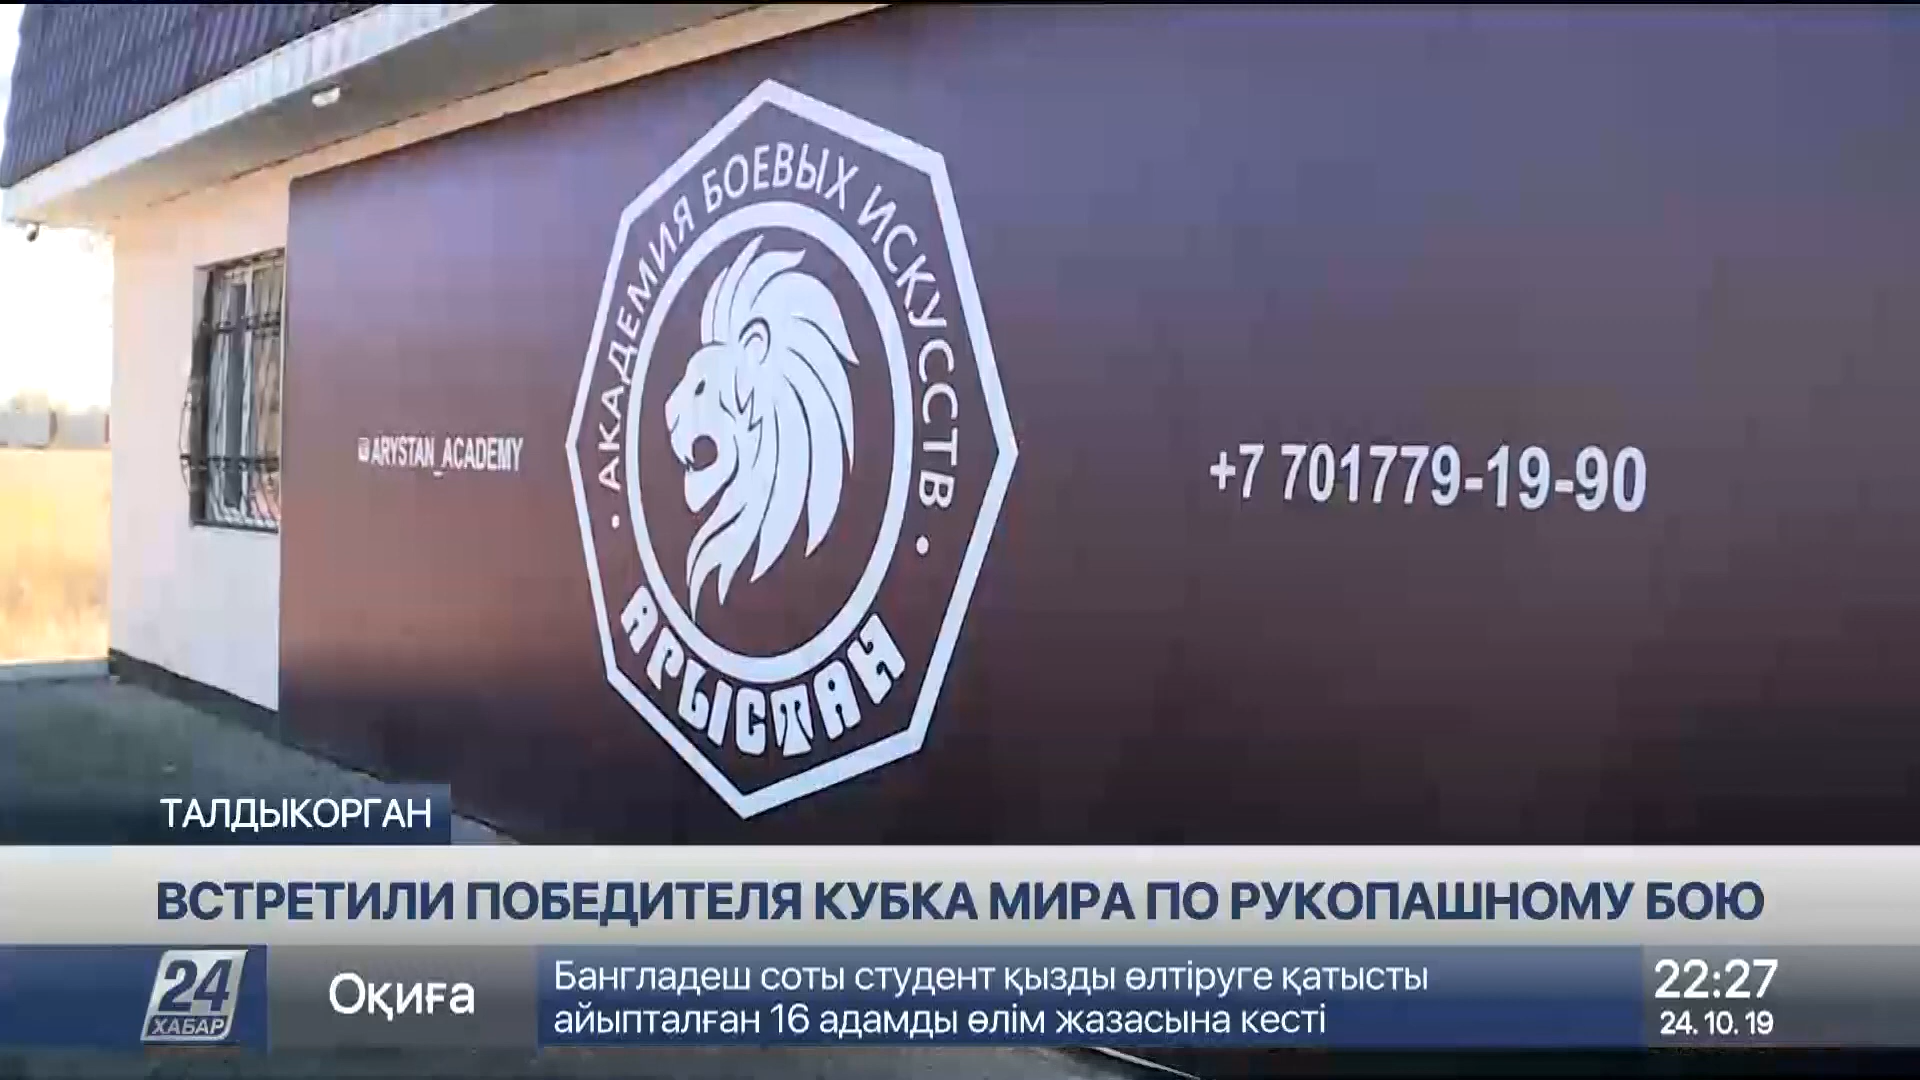 АКАДЕМИЯ БОЕВЫХ ИСКУССТВ
АРЫСТАН
ARYSTAN_ACADEMY
+7 701779-19-90
ТАЛДЫКОРГАН
ВСТРЕТИЛИ ПОБЕДИТЕЛЯ КУБКА МИРА ПО РУКОПАШНОМУ БОЮ
24
ХАБАР
Оқиға
Бангладеш соты студент қызды өлтіруге қатысты
айыпталған 16 адамды өлім жазасына кесті
22:27
24. 10. 19